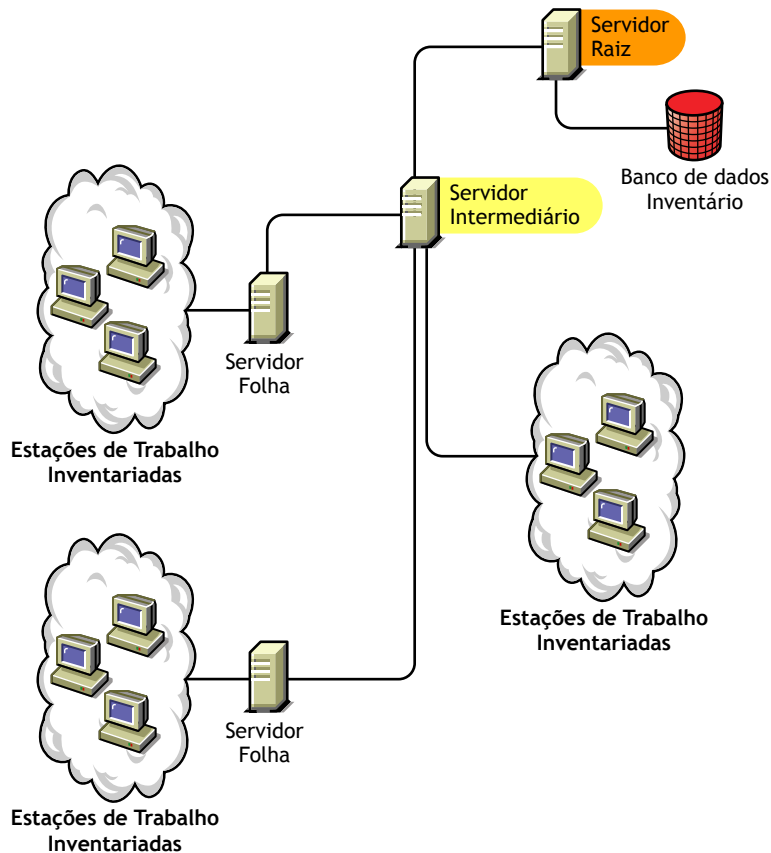 Servidor
Raiz
Banco de dados
Inventário
Servidor
Intermediário
Servidor
Folha
Estações de Trabalho
Inventariadas
Estações de Trabalho
Inventariadas
Servidor
Folha
Estações de Trabalho
Inventariadas